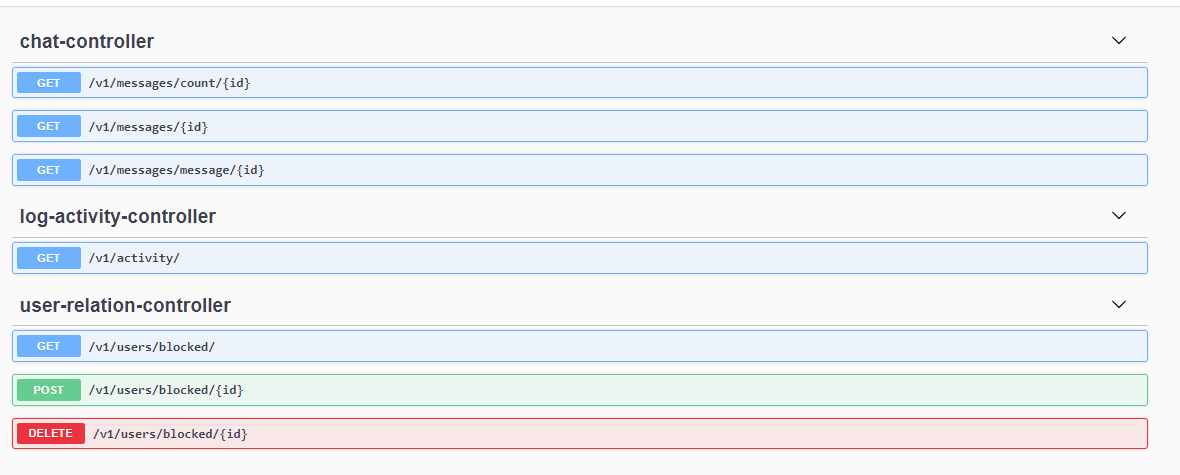 chat-controller
GET /v1/messages/count/{id}
GET /v1/messages/{id}
GET /v1/messages/message/{id}
log-activity-controller
GET /v1/activity/
user-relation-controller
GET /v1/users/blocked/
POST /v1/users/blocked/{id}
DELETE /v1/users/blocked/{id}